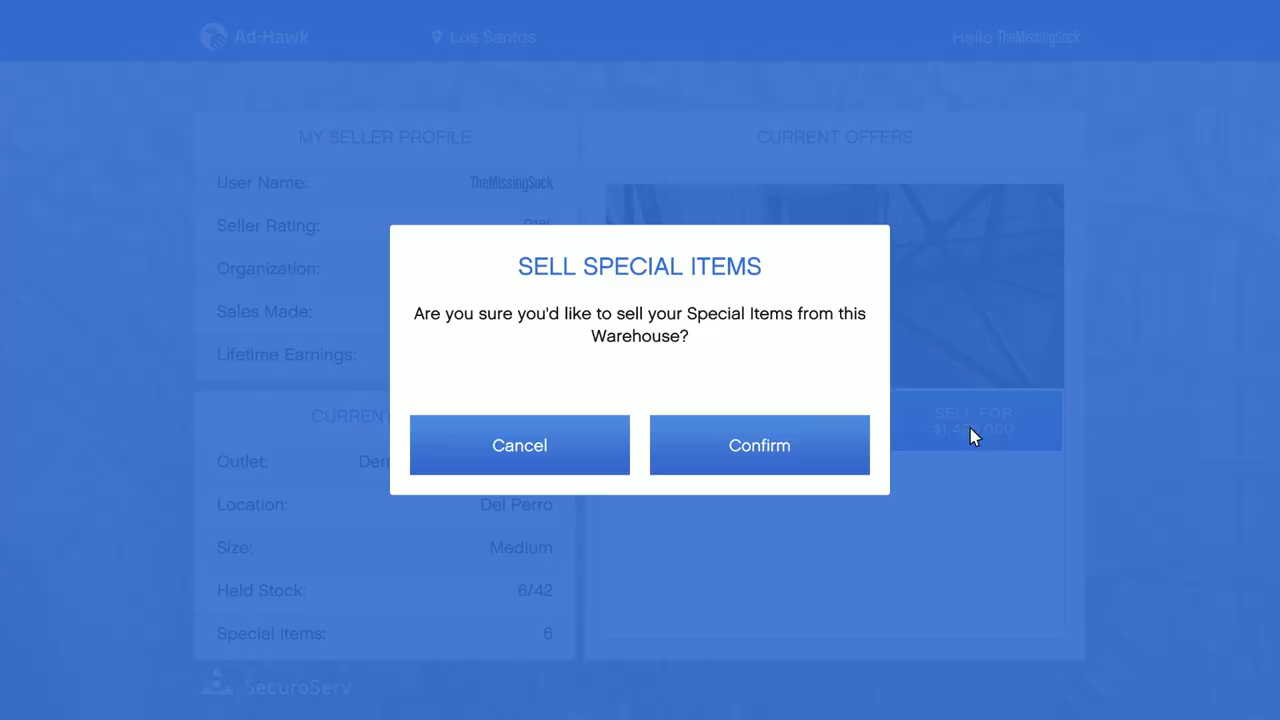 Ad-Hawk
Los Santos
Hello TheMissingSock
MY SELLER PROFILE
CURRENT OFFERS
User Name: TheMissingSock
Seller Rating: 91%
Organization:
Sales Made:
Lifetime Earnings:
SELL SPECIAL ITEMS
Are you sure you'd like to sell your Special Items from this
Warehouse?
Cancel
Confirm
SELL FOR
CURRENT
Outlet:
Location: Del Perro
Size: Medium
Held Stock: 6/42
Special Items: 6
SecuroServ